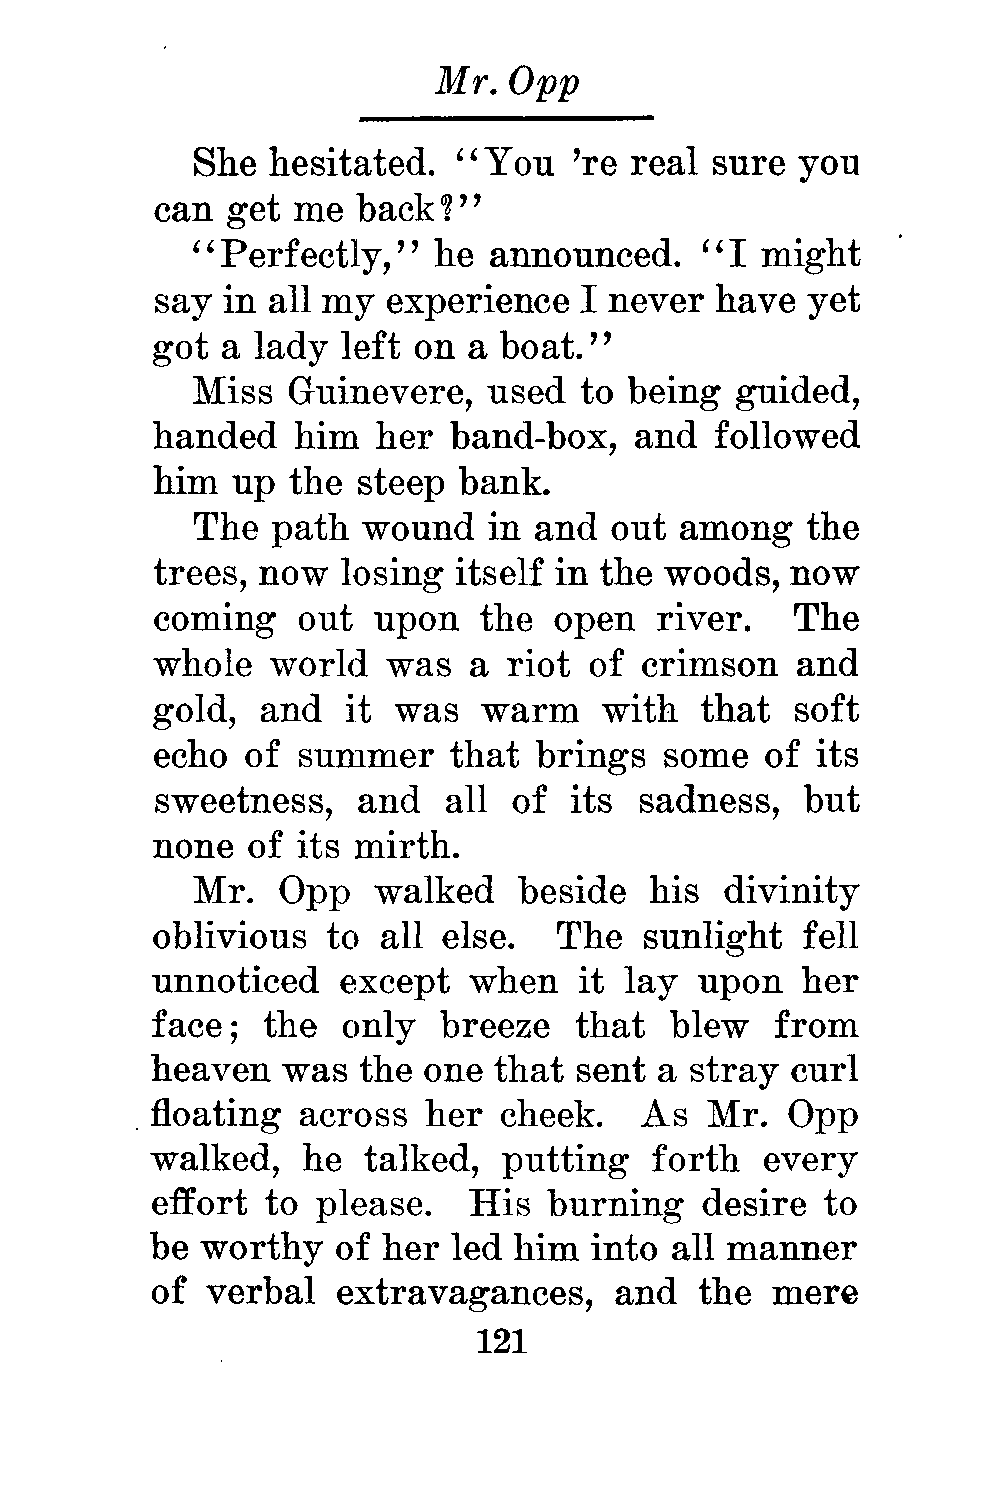 Mr. Opp
She hesitated. "You 're real sure you
can get me back?"
"Perfectly," he announced. "I might
say in all my experience I never have yet
got a lady left on a boat."
Miss Guinevere, used to being guided,
handed him her band-box, and followed
him up the steep bank.
The path wound in and out among the
trees, now losing itself in the woods, now
coming out upon the open river. The
whole world was a riot of crimson and
gold, and it was warm with that soft
echo of summer that brings some of its
sweetness, and all of its sadness, but
none of its mirth.
Mr. Opp walked beside his divinity
oblivious to all else. The sunlight fell
unnoticed except when it lay upon her
face; the only breeze that blew from
heaven was the one that sent a stray curl
floating across her cheek. As Mr. Opp
walked, he talked, putting forth every
effort to please. His burning desire to
be worthy of her led him into all manner
of verbal extravagances, and the mere
121